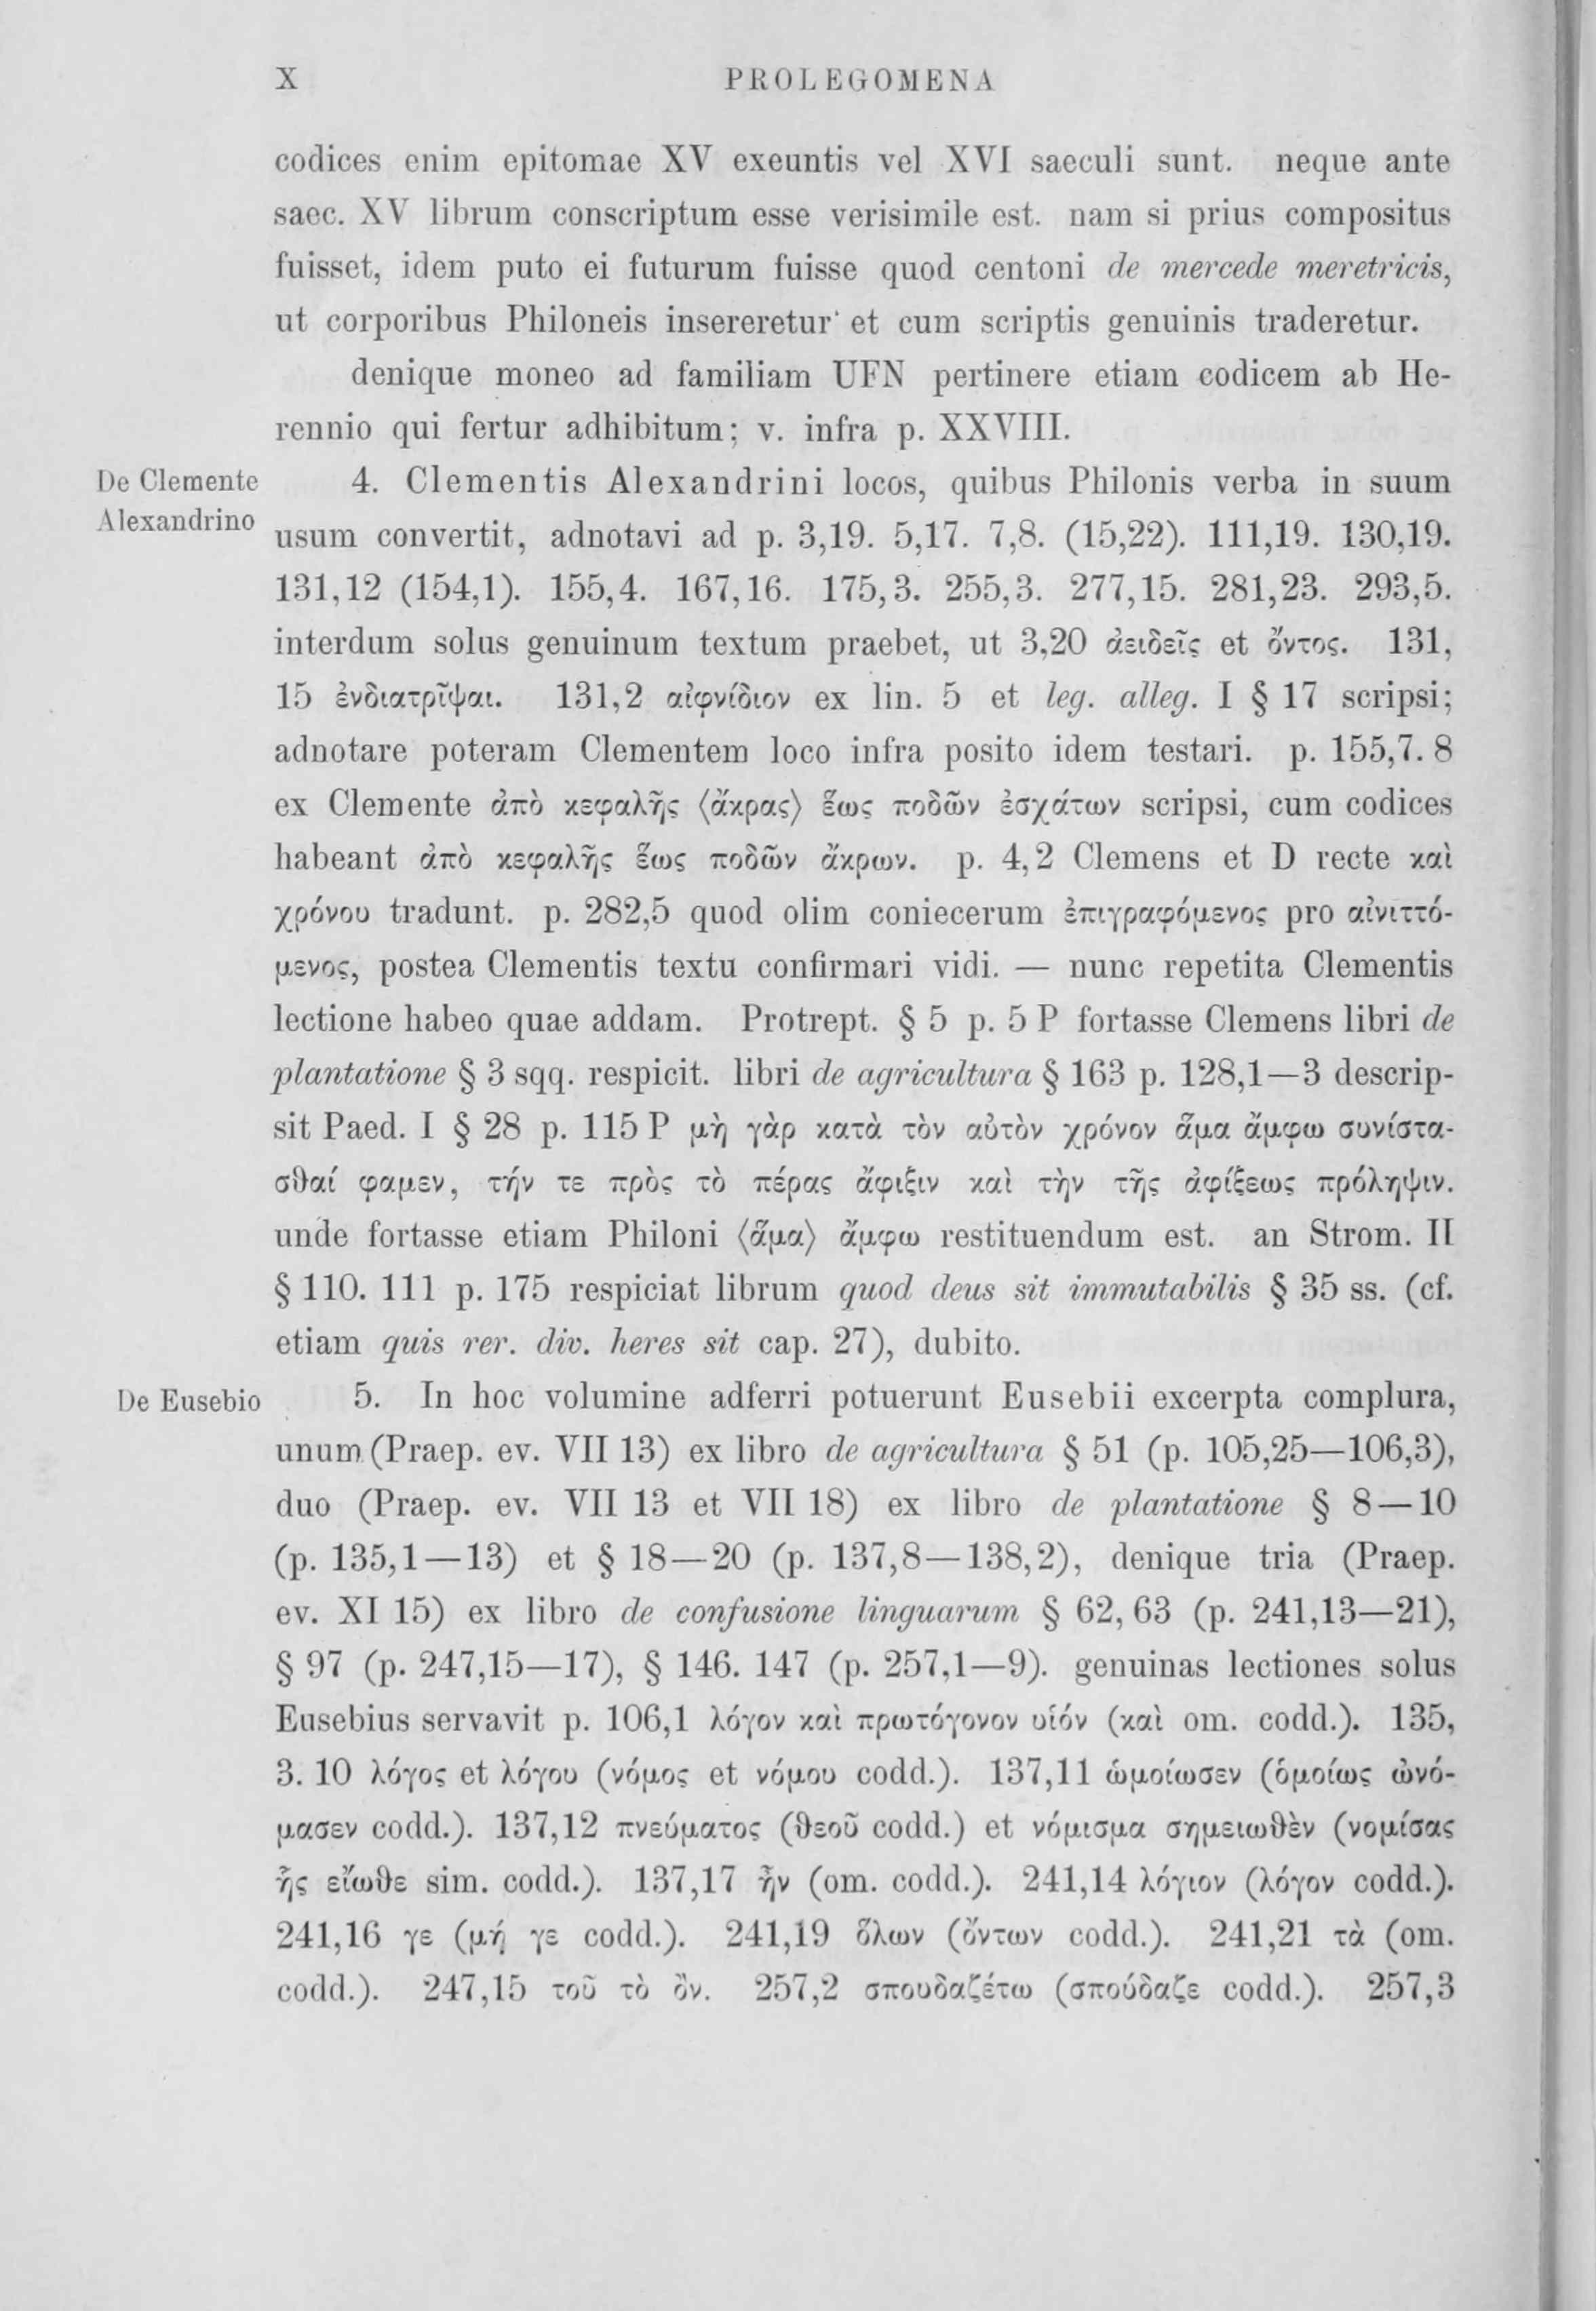 X PROLEGOMENA
codices enim epitomae XV exeuntis vel XVI saeculi sunt. neque ante
saec. XV librum conscriptum esse verisimile est. nam si prius compositus
fuisset, idem puto ei futurum fuisse quod centoni de mercede meretricis,
ut corporibus Philoneis insereretur et cum scriptis genuinis traderetur.
denique moneo ad familiam UFN pertinere etiam codicem ab He-
rennio qui fertur adhibitum; v. infra p. XXVIII.
De Clemente
Alexandrino
4. Clementis Alexandrini locos, quibus Philonis verba in suum
usum convertit, adnotavi ad p. 3,19. 5,17. 7,8. (15,22). 111,19. 130,19.
131,12 (154,1). 155,4. 167,16. 175,3. 255,3. 277,15. 281,23. 293,5.
interdum solus genuinum textum praebet, ut 3,20 ἀειδεῖς et ὄντος. 131,
15 ἐνδιατρῖψαι. 131,2 αἰφνίδιον ex lin. 5 et leg. alleg. I § 17 scripsi;
adnotare poteram Clementem loco infra posito idem testari. p. 155,7. 8
ex Clemente ἀπὸ κεφαλῆς ⟨ἄκρας⟩ ἕως ποδῶν ἐσχάτων scripsi, cum codices
habeant ἀπὸ κεφαλῆς ἕως ποδῶν ἄκρων. p. 4,2 Clemens et D recte καὶ
χρόνου tradunt. p. 282,5 quod olim conieceram ἐπιγραφόμενος pro αἰνιττό-
μενος, postea Clementis textu confirmari vidi. — nunc repetita Clementis
lectione habeo quae addam. Protrept. § 5 p. 5 P fortasse Clemens libri de
plantatione § 3 sqq. respicit. libri de agricultura § 163 p. 128,1—3 descrip-
sit Paed. I § 28 p. 115 P μὴ γὰρ κατὰ τὸν αὐτὸν χρόνον ἅμα ἄμφω συνίστα-
σθαί φαμεν, τήν τε πρὸς τὸ πέρας ἄφιξιν καὶ τὴν τῆς ἀφίξεως πρόληψιν.
unde fortasse etiam Philoni ⟨ἅμα⟩ ἄμφω restituendum est. an Strom. II
§ 110. 111 p. 175 respiciat librum quod deus sit immutabilis § 35 ss. (cf.
etiam quis rer. div. heres sit cap. 27), dubito.
De Eusebio
5. In hoc volumine adferri potuerunt Eusebii excerpta complura,
unum (Praep. ev. VII 13) ex libro de agricultura § 51 (p. 105,25—106,3),
duo (Praep. ev. VII 13 et VII 18) ex libro de plantatione § 8—10
(p. 135,1—13) et § 18—20 (p. 137,8—138,2), denique tria (Praep.
ev. XI 15) ex libro de confusione linguarum § 62, 63 (p. 241,13—21),
§ 97 (p. 247,15—17), § 146. 147 (p. 257,1—9). genuinas lectiones solus
Eusebius servavit p. 106,1 λόγον καὶ πρωτόγονον υἱόν (καὶ om. codd.). 135,
3. 10 λόγος et λόγου (νόμος et νόμου codd.). 137,11 ὡμοίωσεν (ὁμοίως ὠνό-
μασεν codd.). 137,12 πνεύματος (θεοῦ codd.) et νόμισμα σημειωθὲν (νομίσας
ἧς εἴωθε sim. codd.). 137,17 ἦν (om. codd.). 241,14 λόγιον (λόγον codd.).
241,16 γε (μή γε codd.). 241,19 ὅλων (ὄντων codd.). 241,21 τὰ (om.
codd.). 247,15 τοῦ τὸ ὂν. 257,2 σπουδαζέτω (σπούδαζε codd.). 257,3